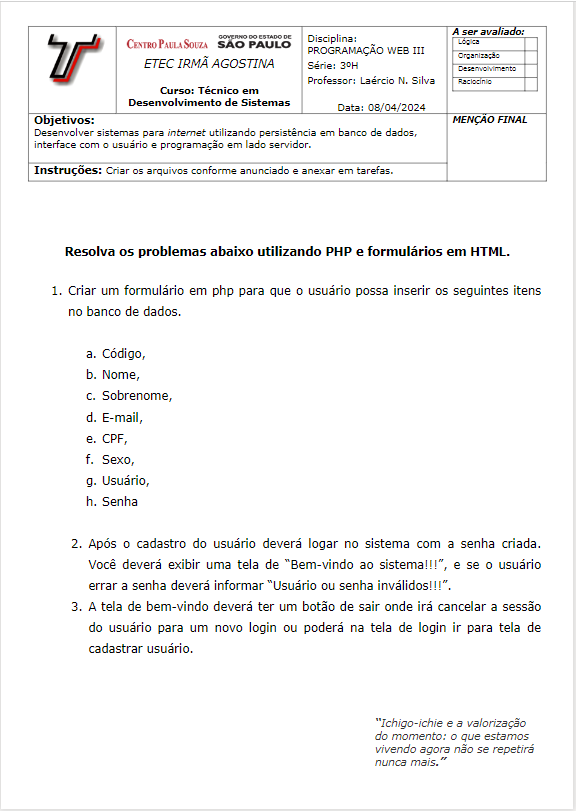 CENTRO PAULA SOUZA
GOVERNO DO ESTADO DE
SÃO PAULO
ETEC IRMÃ AGOSTINA
Curso: Técnico em
Desenvolvimento de Sistemas
Disciplina:
PROGRAMAÇÃO WEB III
Série: 3ºH
Professor: Laércio N. Silva
Data: 08/04/2024
A ser avaliado:
Lógica
Organização
Desenvolvimento
Raciocínio
Objetivos:
Desenvolver sistemas para internet utilizando persistência em banco de dados,
interface com o usuário e programação em lado servidor.
MENÇÃO FINAL
Instruções: Criar os arquivos conforme anunciado e anexar em tarefas.
Resolva os problemas abaixo utilizando PHP e formulários em HTML.
1. Criar um formulário em php para que o usuário possa inserir os seguintes itens
no banco de dados.
a. Código,
b. Nome,
c. Sobrenome,
d. E-mail,
e. CPF,
f. Sexo,
g. Usuário,
h. Senha
2. Após o cadastro do usuário deverá logar no sistema com a senha criada.
Você deverá exibir uma tela de “Bem-vindo ao sistema!!!”, e se o usuário
errar a senha deverá informar “Usuário ou senha inválidos!!!”.
3. A tela de bem-vindo deverá ter um botão de sair onde irá cancelar a sessão
do usuário para um novo login ou poderá na tela de login ir para tela de
cadastrar usuário.
“Ichigo-ichie e a valorização
do momento: o que estamos
vivendo agora não se repetirá
nunca mais.”